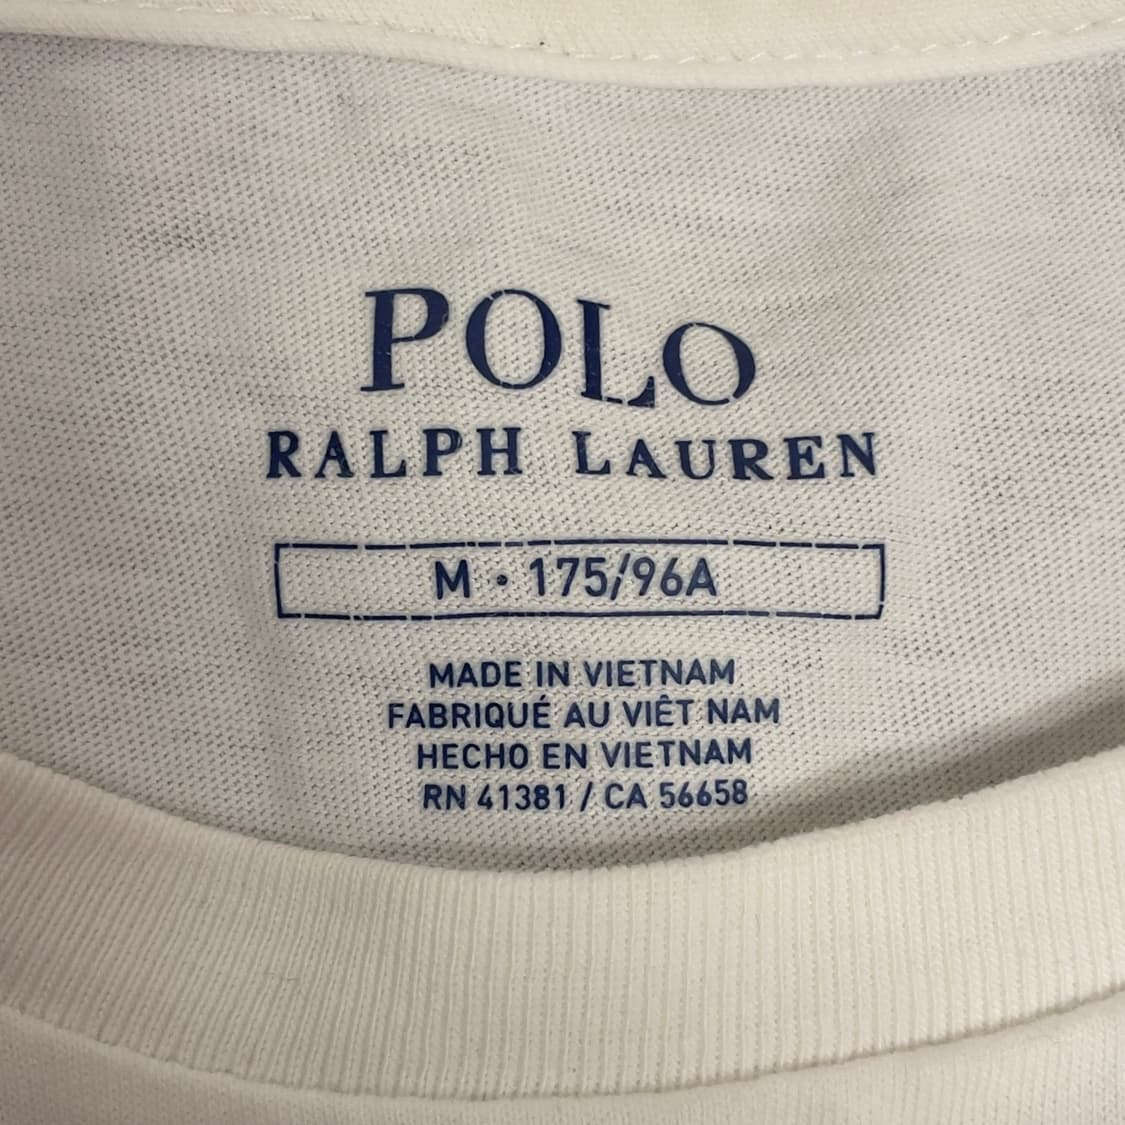 POLO
RALPH LAUREN
M • 175/96A
MADE IN VIETNAM
FABRIQUÉ AU VIÊT NAM
HECHO EN VIETNAM
RN 41381 / CA 56658